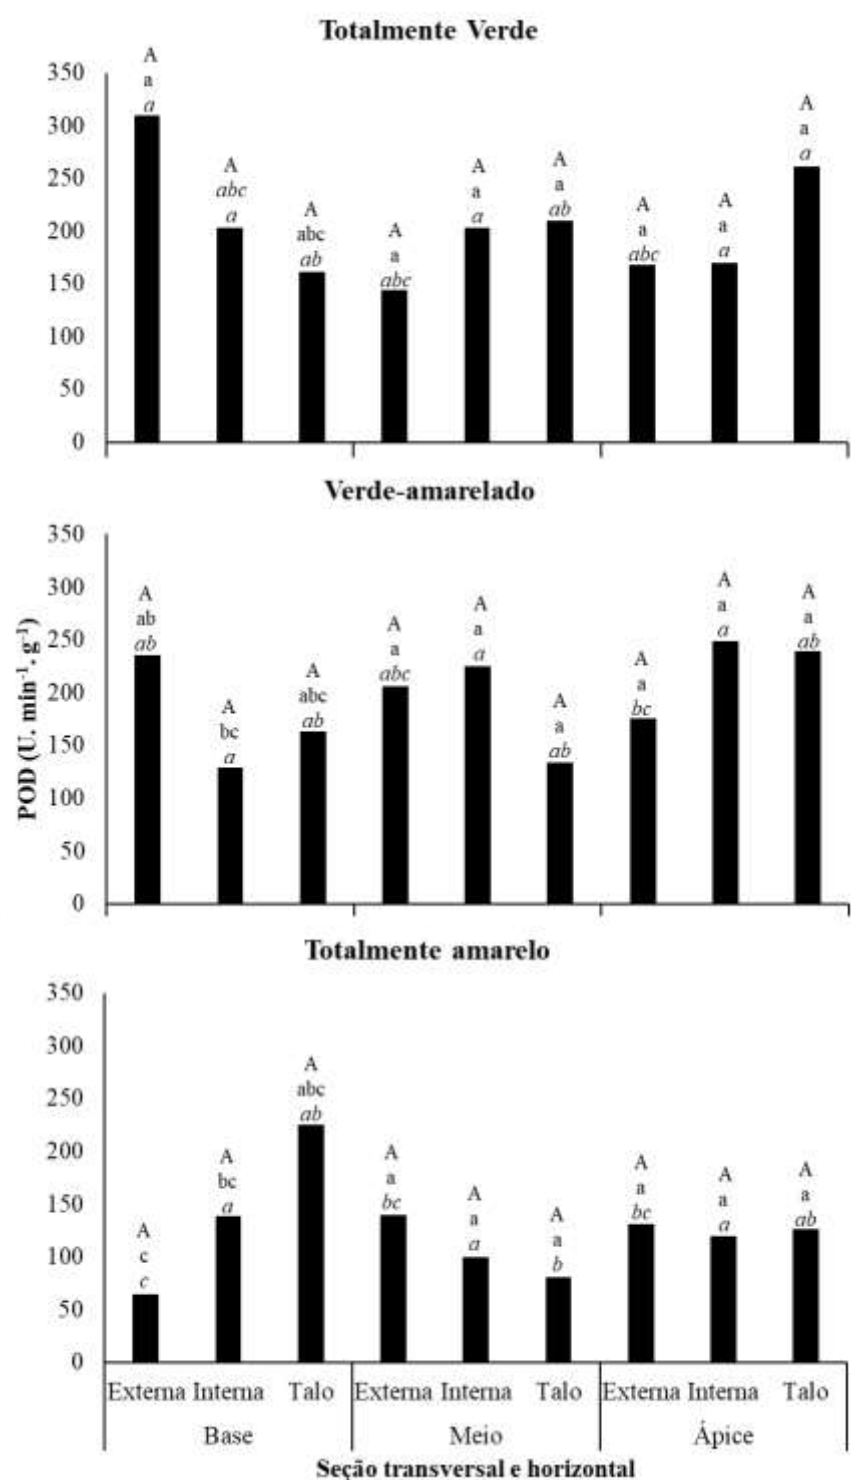 Totalmente Verde
350
300
250
200
150
100
50
0
A
a
a
A
abc
a
A
abc
ab
A
a
abc
A
a
a
A
a
ab
A
a
abc
A
a
a
A
a
a
Verde-amarelado
350
300
250
200
150
100
50
0
A
ab
ab
A
bc
a
A
abc
ab
A
a
abc
A
a
a
A
a
ab
A
a
bc
A
a
a
A
a
ab
POD (U. min⁻¹. g⁻¹)
Totalmente amarelo
350
300
250
200
150
100
50
0
A
c
c
A
bc
a
A
abc
ab
A
a
bc
A
a
a
A
a
b
A
a
bc
A
a
a
A
a
ab
Externa Interna Talo Externa Interna Talo Externa Interna Talo
Base Meio Ápice
Seção transversal e horizontal